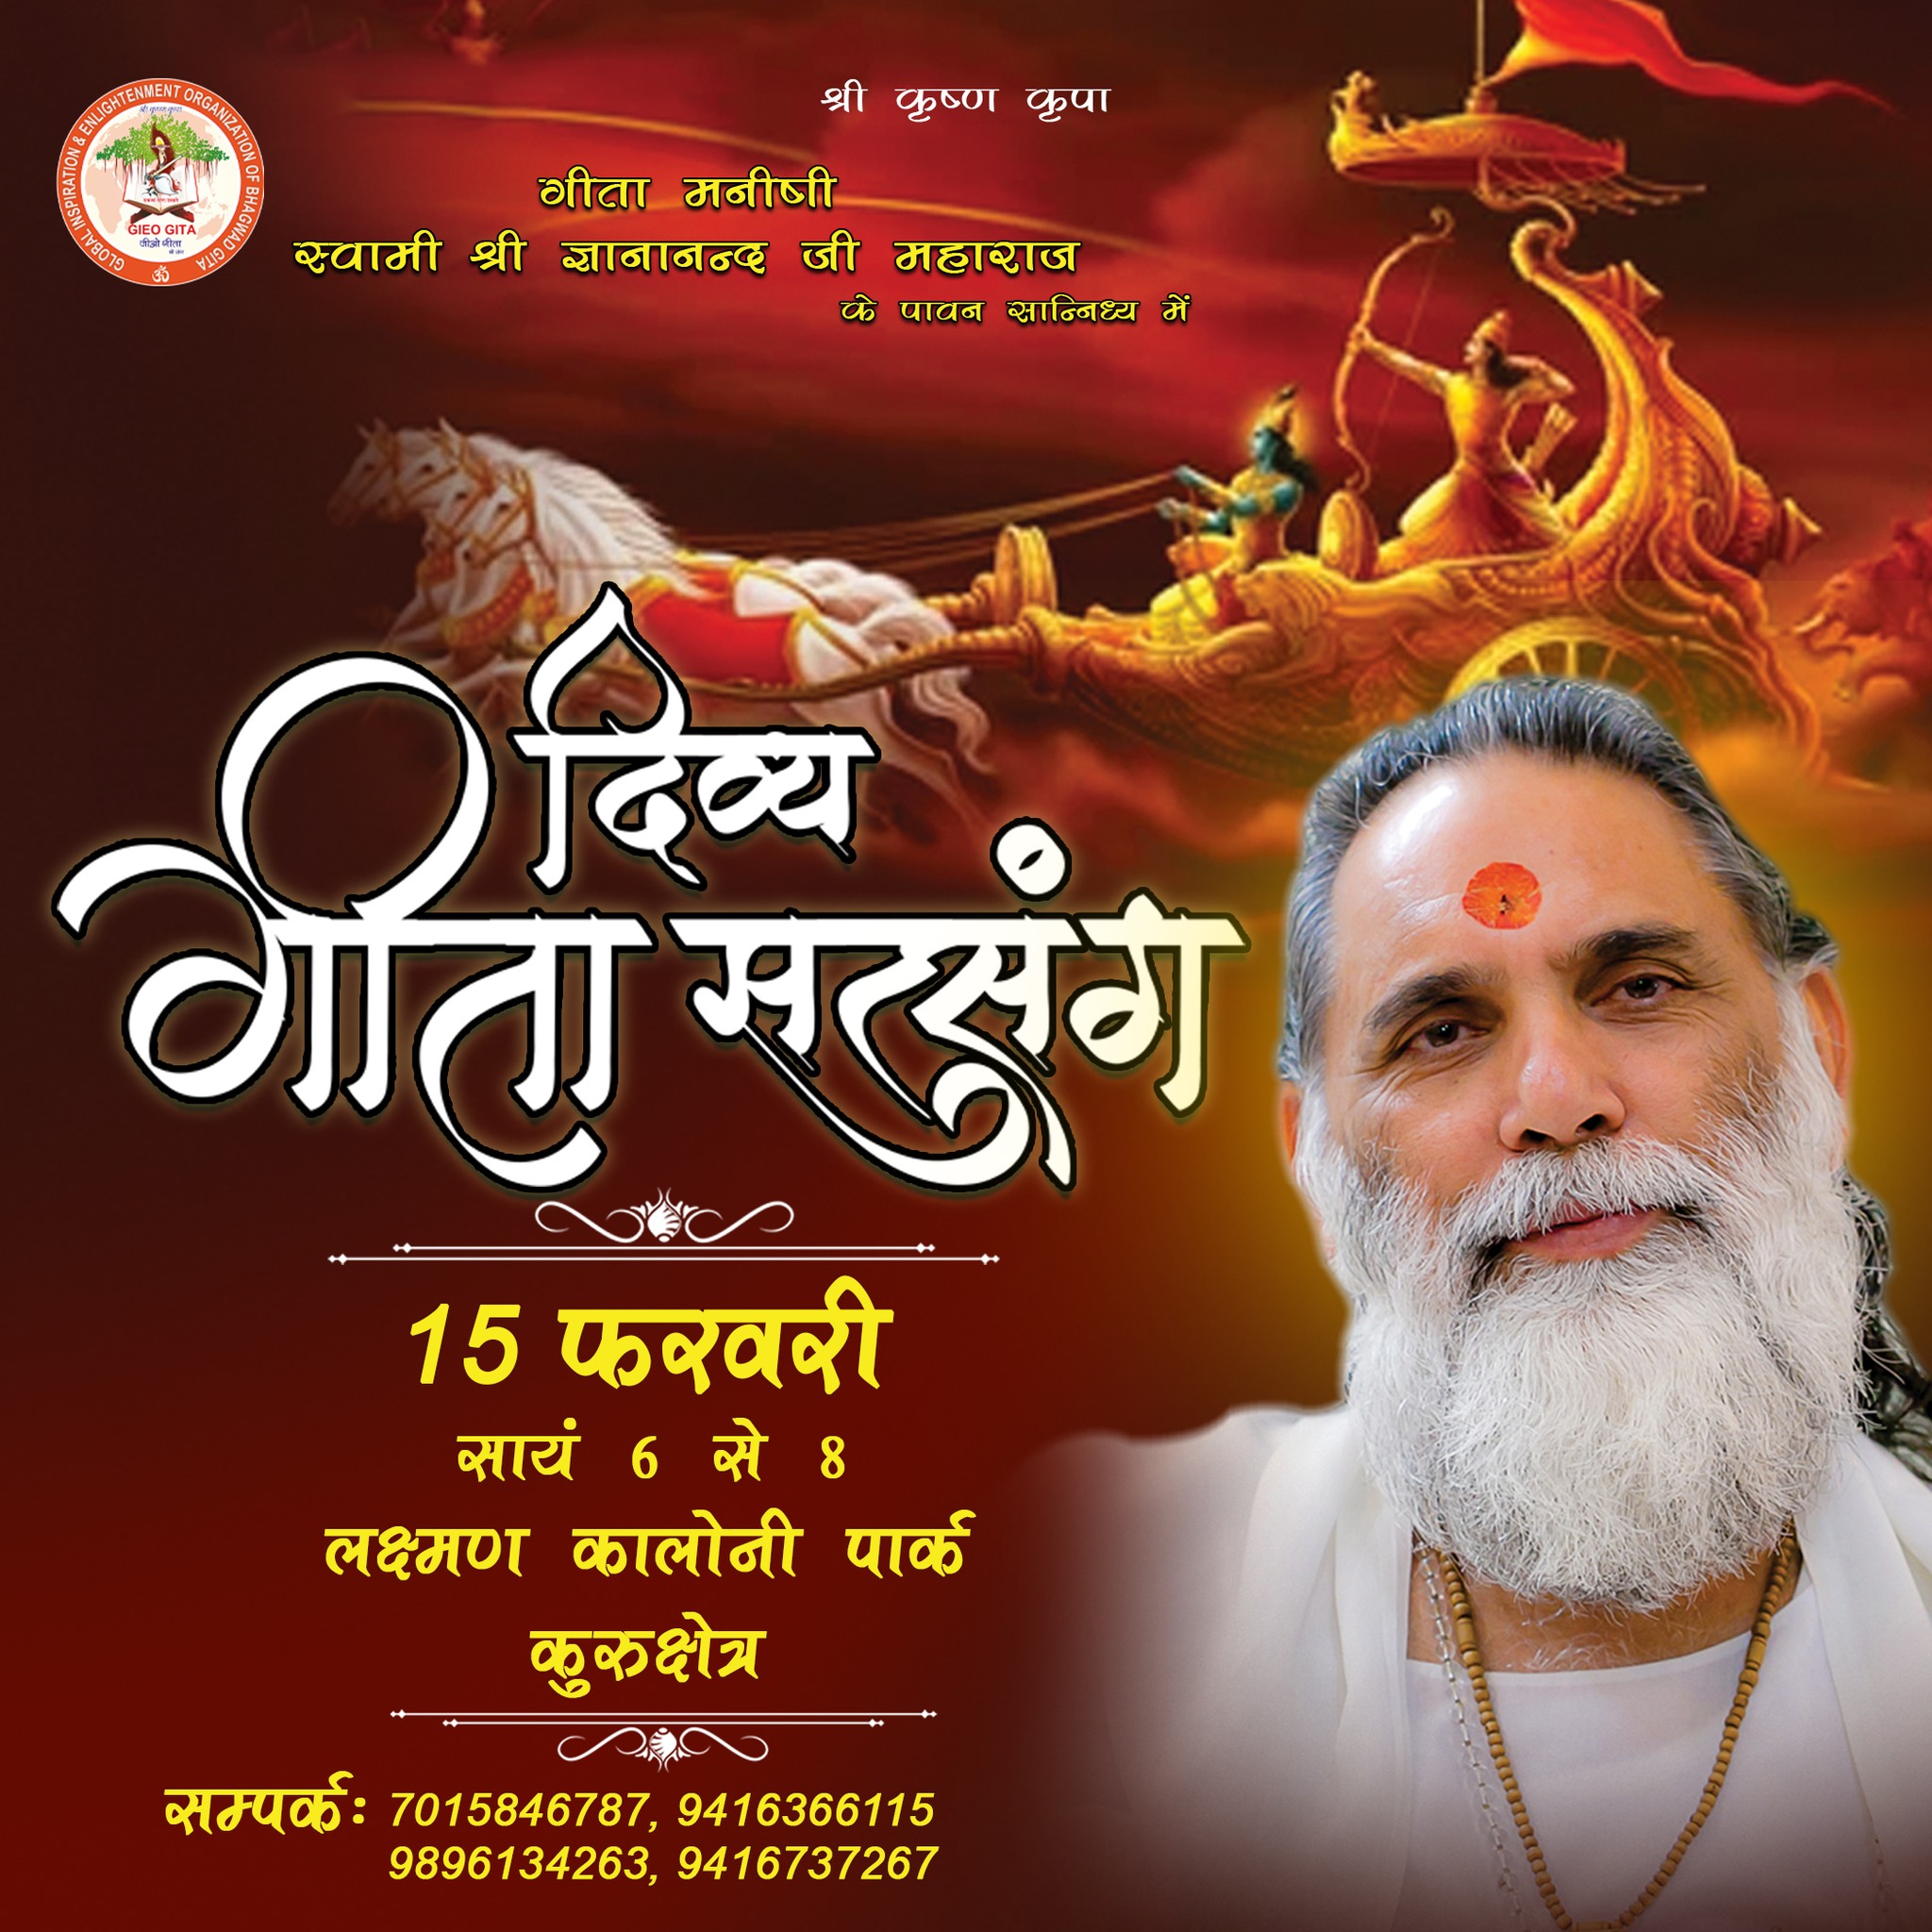 श्री कृष्ण कृपा
GLOBAL INSPIRATION & ENLIGHTENMENT ORGANIZATION OF BHAGWAD GITA
GIEO GITA
जीओ गीता
ॐ
गीता मनीषी
स्वामी श्री ज्ञानानन्द जी महाराज
के पावन सान्निध्य में
दिव्य
गीता सत्संग
15 फरवरी
सायं 6 से 8
लक्ष्मण कालोनी पार्क
कुरुक्षेत्र
सम्पर्क: 7015846787, 9416366115
9896134263, 9416737267